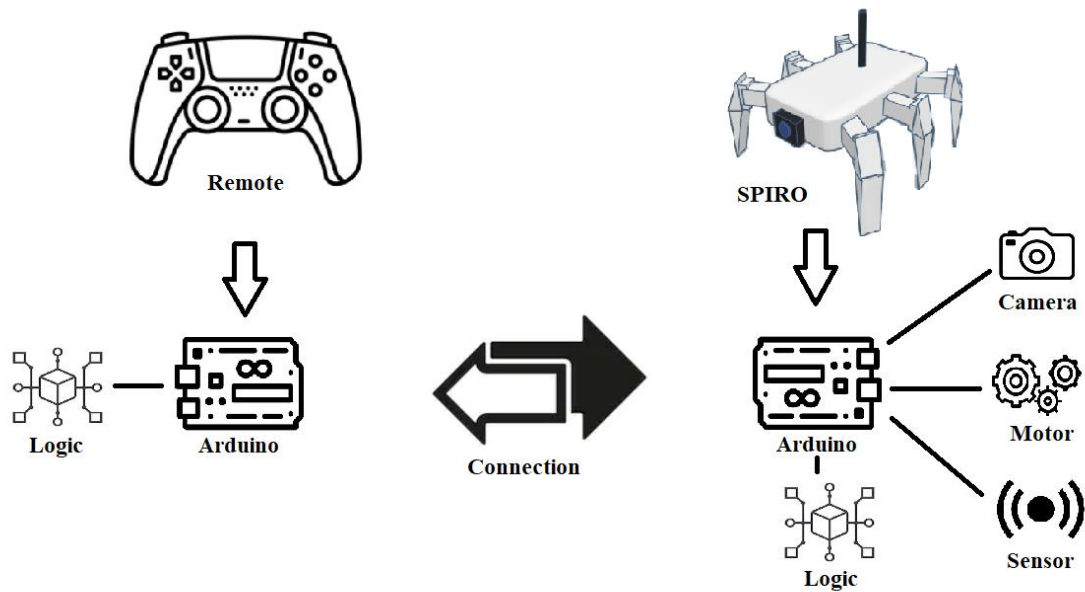 Remote
SPIRO
Camera
Logic
Arduino
Connection
Arduino
Motor
Logic
Sensor